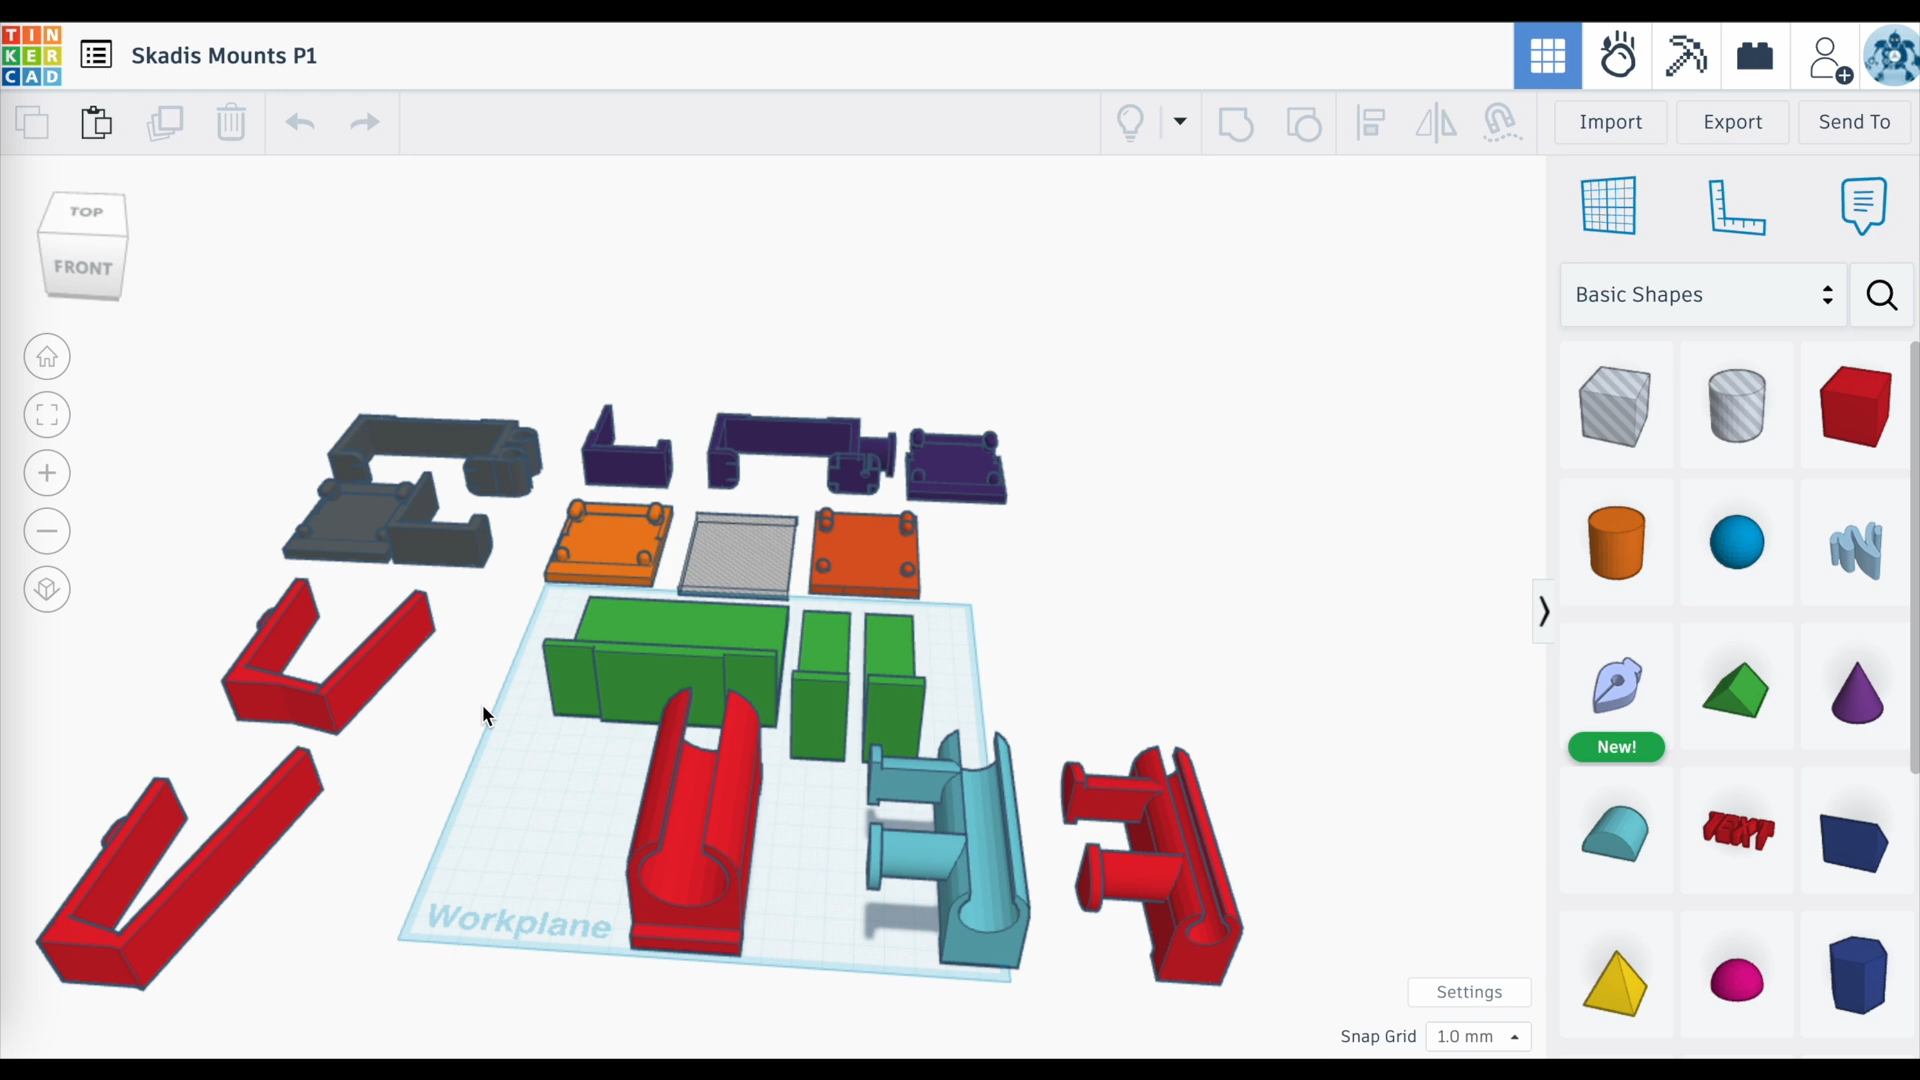 TIN
KER
CAD
Skadis Mounts P1
Import
Export
Send To
TOP
FRONT
Basic Shapes
New!
TEXT
Workplane
Settings
Snap Grid
1.0 mm